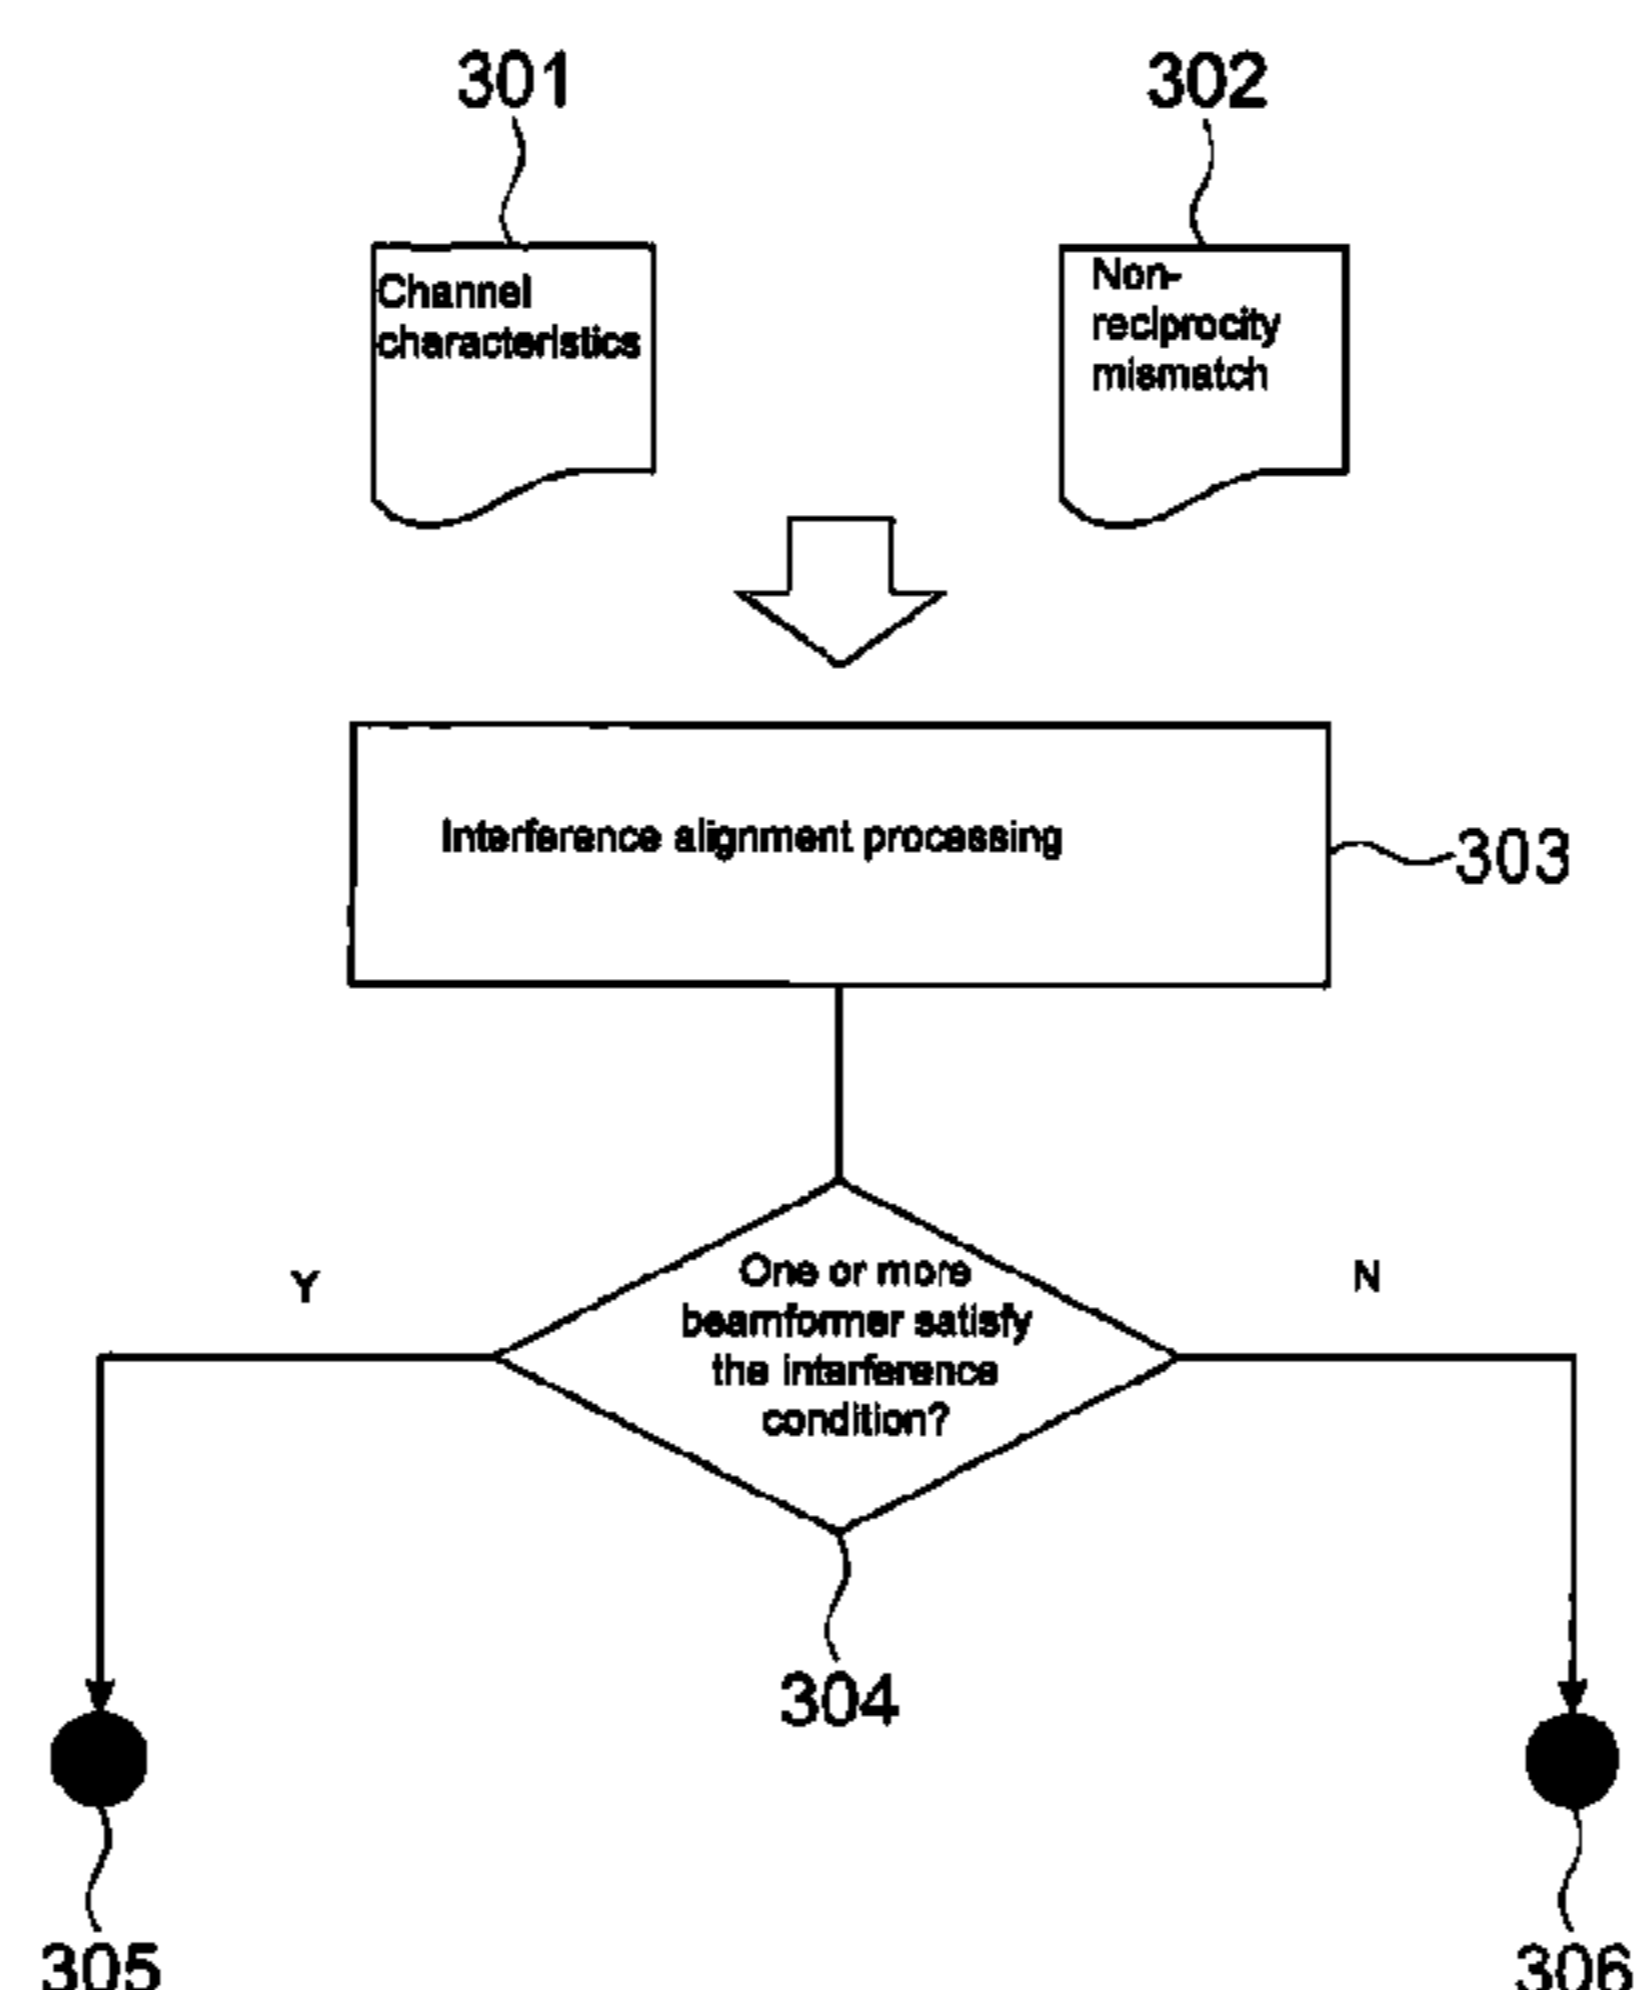 301
302
Channel
characteristics
Non-
reciprocity
mismatch
Interference alignment processing
303
One or more
beamformer satisfy
the interference
condition?
Y
N
304
305
306